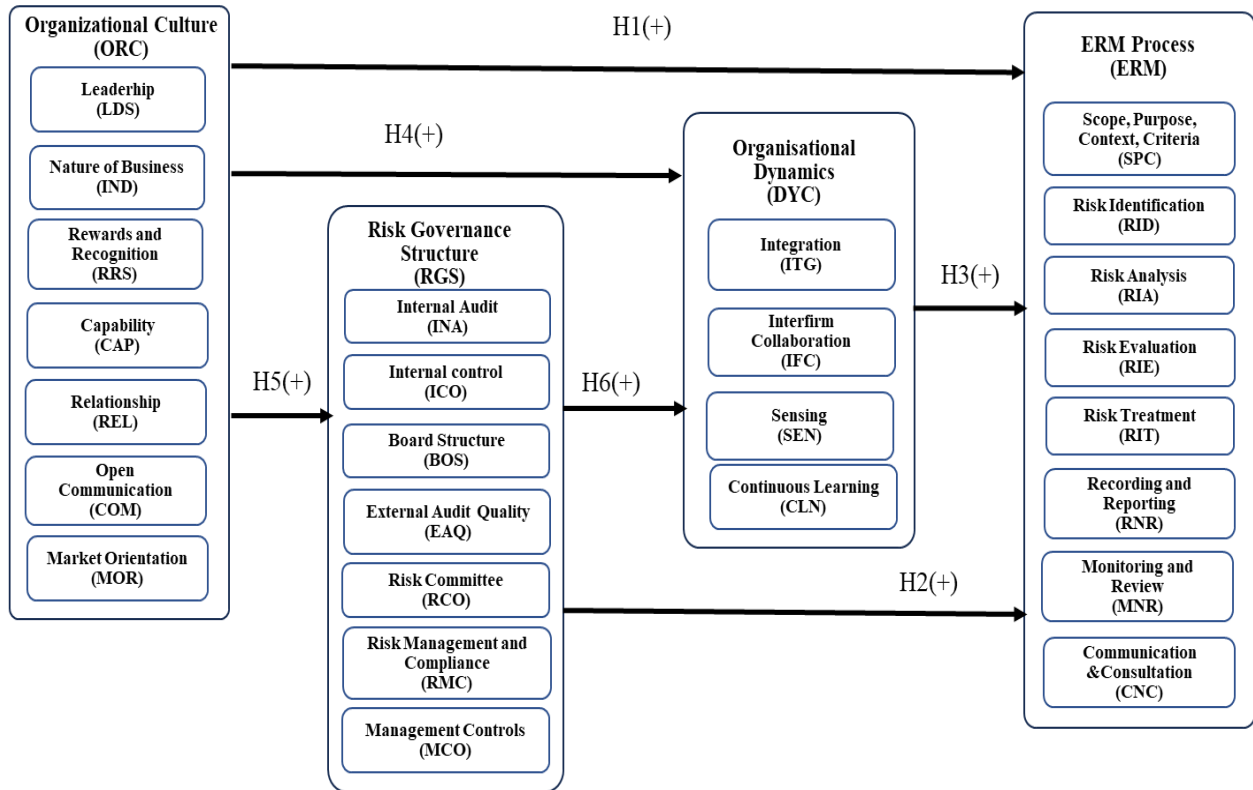 Organizational Culture
(ORC)
Leaderhip
(LDS)
Nature of Business
(IND)
Rewards and
Recognition
(RRS)
Capability
(CAP)
Relationship
(REL)
Open
Communication
(COM)
Market Orientation
(MOR)
H1(+)
H4(+)
H5(+)
Risk Governance
Structure
(RGS)
Internal Audit
(INA)
Internal control
(ICO)
Board Structure
(BOS)
External Audit Quality
(EAQ)
Risk Committee
(RCO)
Risk Management and
Compliance
(RMC)
Management Controls
(MCO)
H6(+)
Organisational
Dynamics
(DYC)
Integration
(ITG)
Interfirm
Collaboration
(IFC)
Sensing
(SEN)
Continuous Learning
(CLN)
H3(+)
H2(+)
ERM Process
(ERM)
Scope, Purpose,
Context, Criteria
(SPC)
Risk Identification
(RID)
Risk Analysis
(RIA)
Risk Evaluation
(RIE)
Risk Treatment
(RIT)
Recording and
Reporting
(RNR)
Monitoring and
Review
(MNR)
Communication
&Consultation
(CNC)